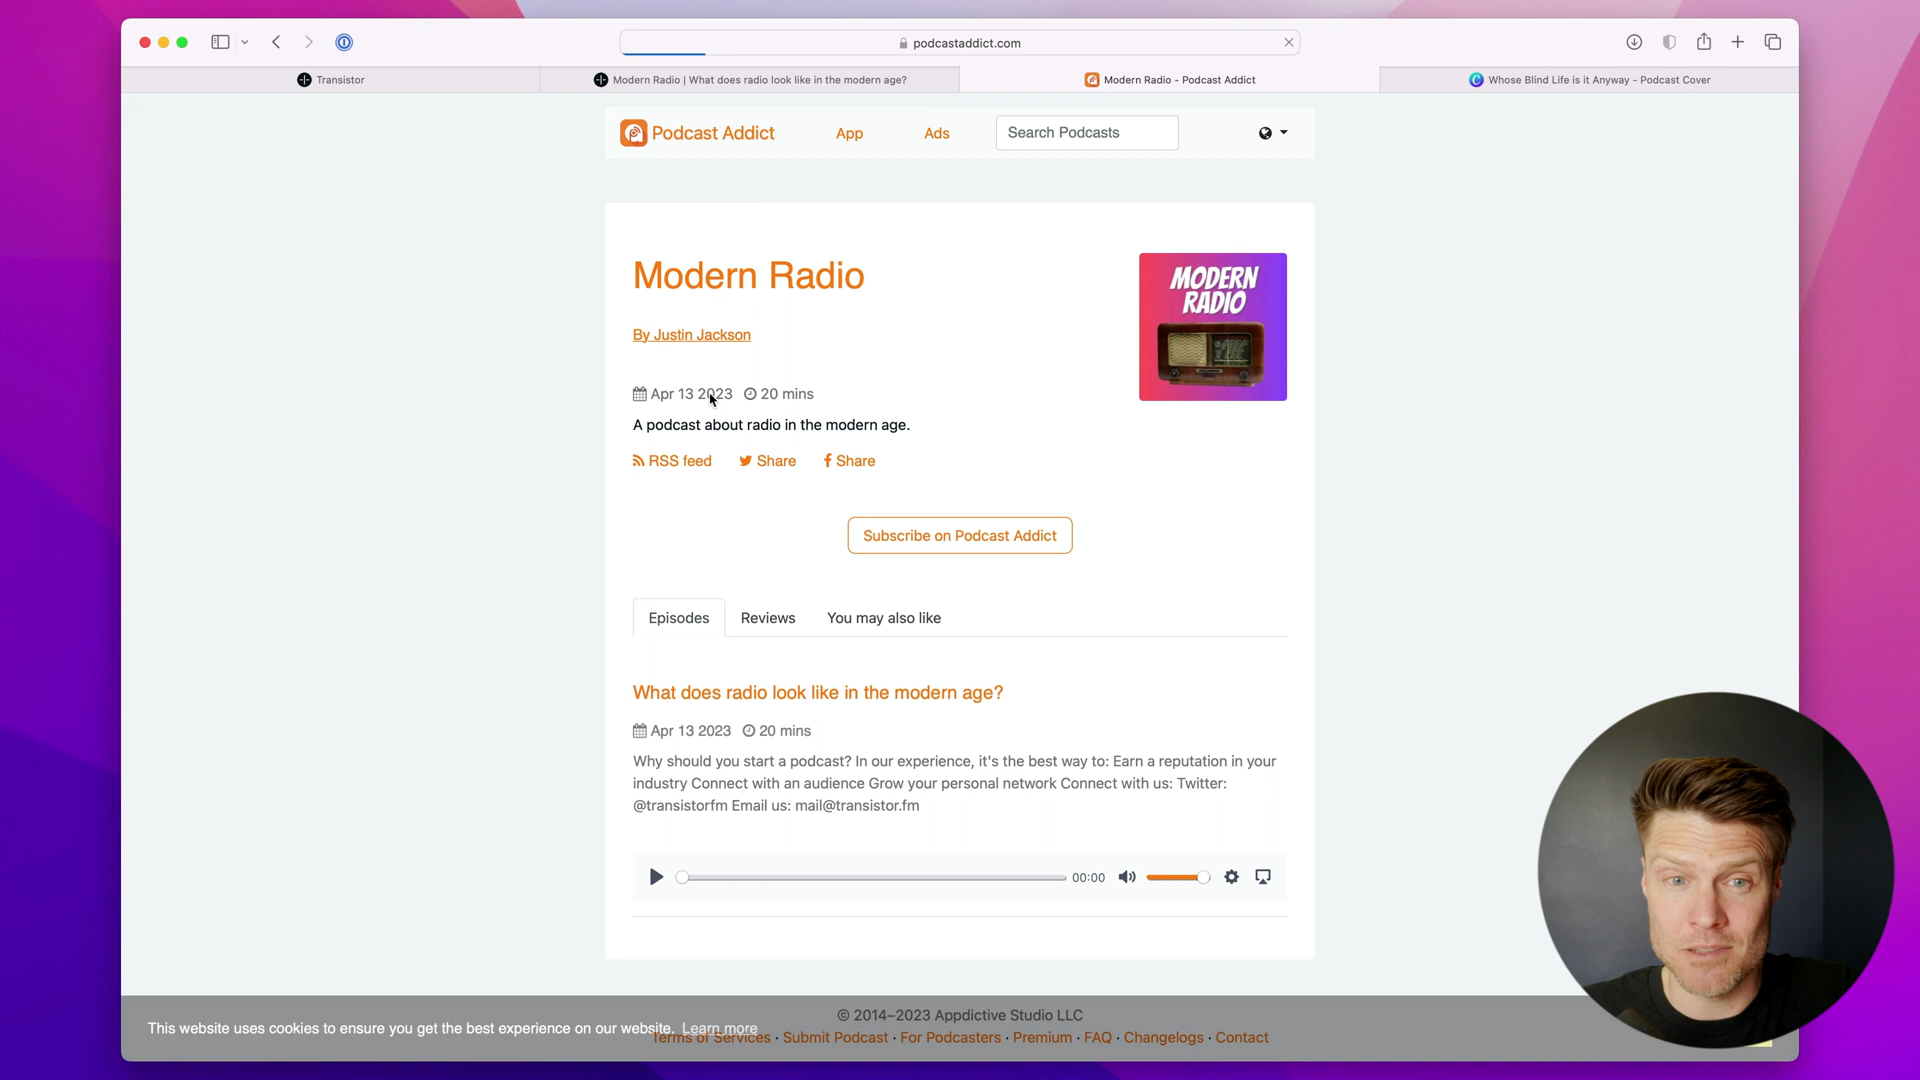 podcastaddict.com
Transistor
Modern Radio | What does radio look like in the modern age?
Modern Radio - Podcast Addict
Whose Blind Life is it Anyway - Podcast Cover
Podcast Addict
App
Ads
Search Podcasts
Modern Radio
MODERN
RADIO
By Justin Jackson
Apr 13 2023 20 mins
A podcast about radio in the modern age.
RSS feed Share Share
Subscribe on Podcast Addict
Episodes Reviews You may also like
What does radio look like in the modern age?
Apr 13 2023 20 mins
Why should you start a podcast? In our experience, it's the best way to: Earn a reputation in your
industry Connect with an audience Grow your personal network Connect with us: Twitter:
@transistorfm Email us: mail@transistor.fm
00:00
© 2014–2023 Appdictive Studio LLC
This website uses cookies to ensure you get the best experience on our website. Learn more
Terms of Services · Submit Podcast · For Podcasters · Premium · FAQ · Changelogs · Contact